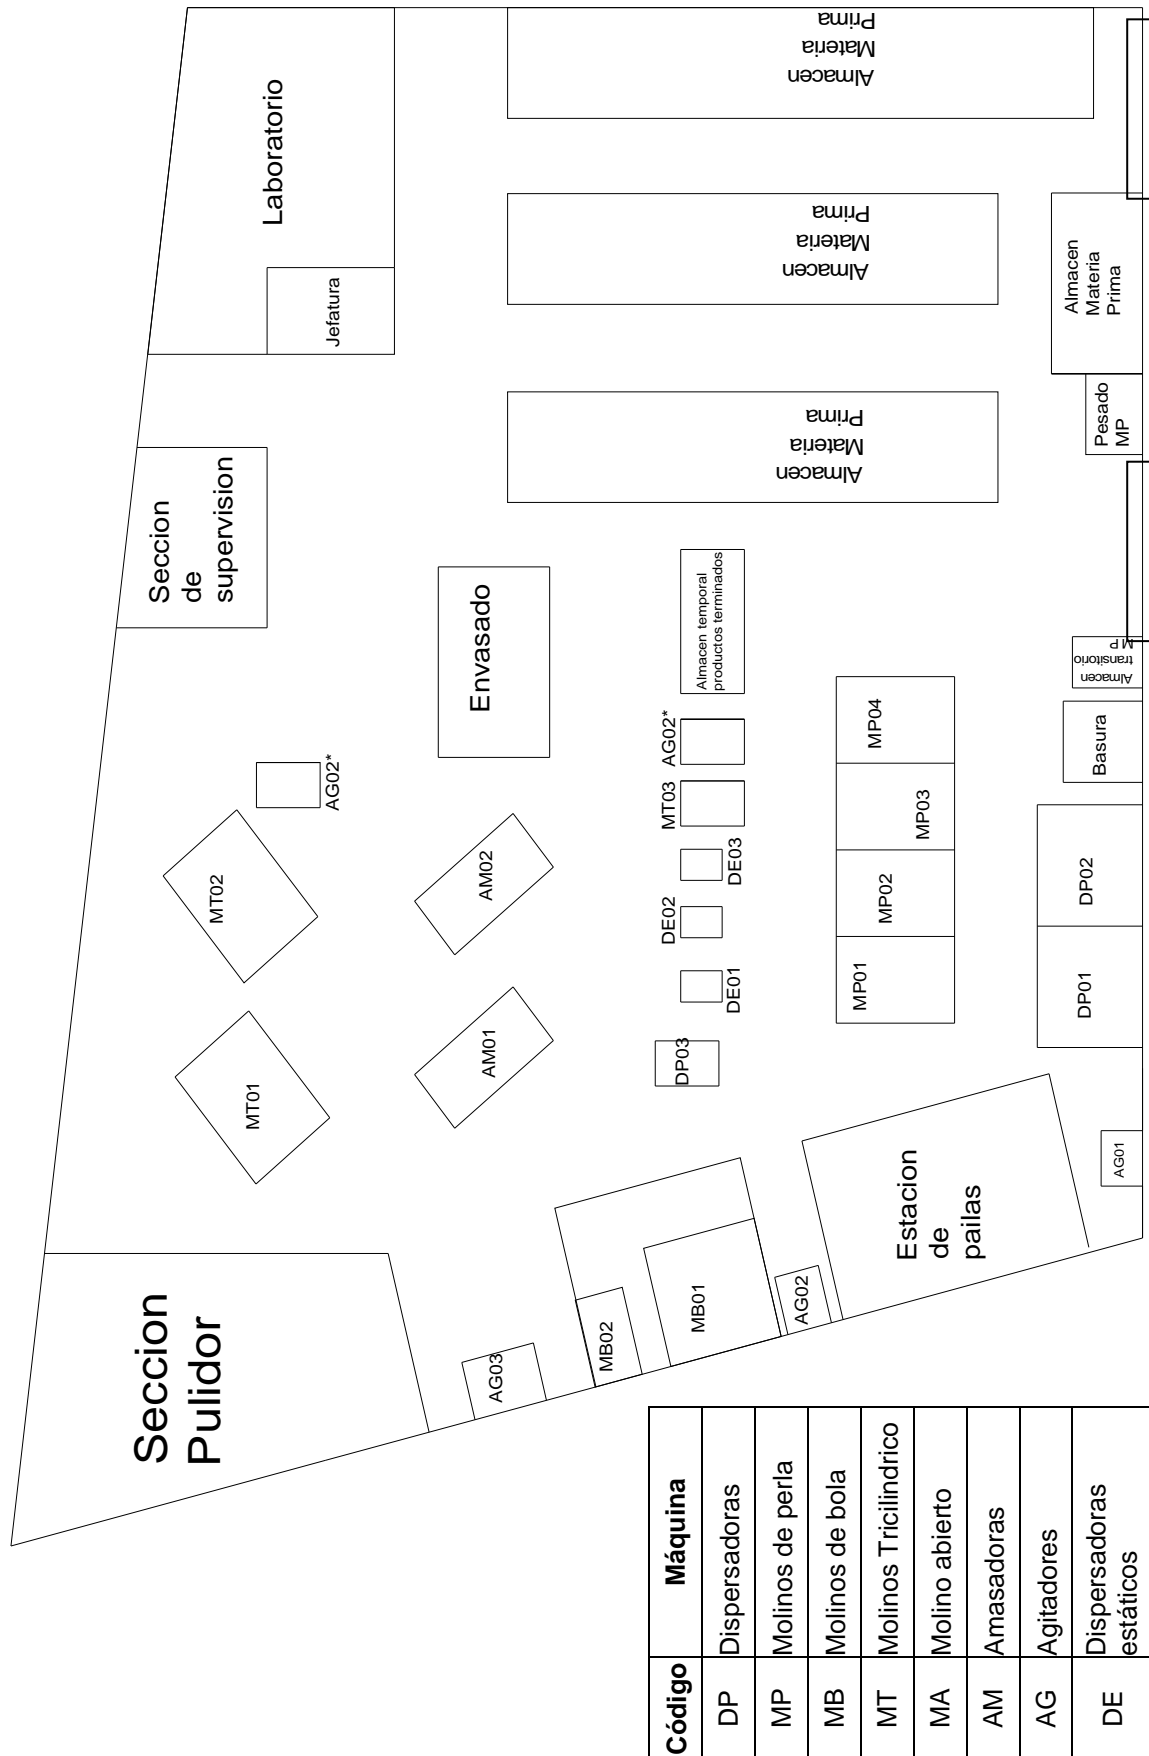 Seccion
Pulidor
MT01
MT02
AG02*
Seccion
de
supervision
Laboratorio
Jefatura
AG03
AM01
AM02
Envasado
MB02
MB01
AG02
DP03
DE01
DE02
DE03
MT03
AG02*
Almacen temporal
productos terminados
Almacen
Materia
Prima
Almacen
Materia
Prima
Almacen
Materia
Prima
Estacion
de
pailas
MP01
MP02
MP03
MP04
AG01
DP01
DP02
Basura
Almacen
transitorio
MP
Pesado
MP
Almacen
Materia
Prima
Código Máquina
DP Dispersadoras
MP Molinos de perla
MB Molinos de bola
MT Molinos Tricilindrico
MA Molino abierto
AM Amasadoras
AG Agitadores
DE Dispersadoras
estáticos